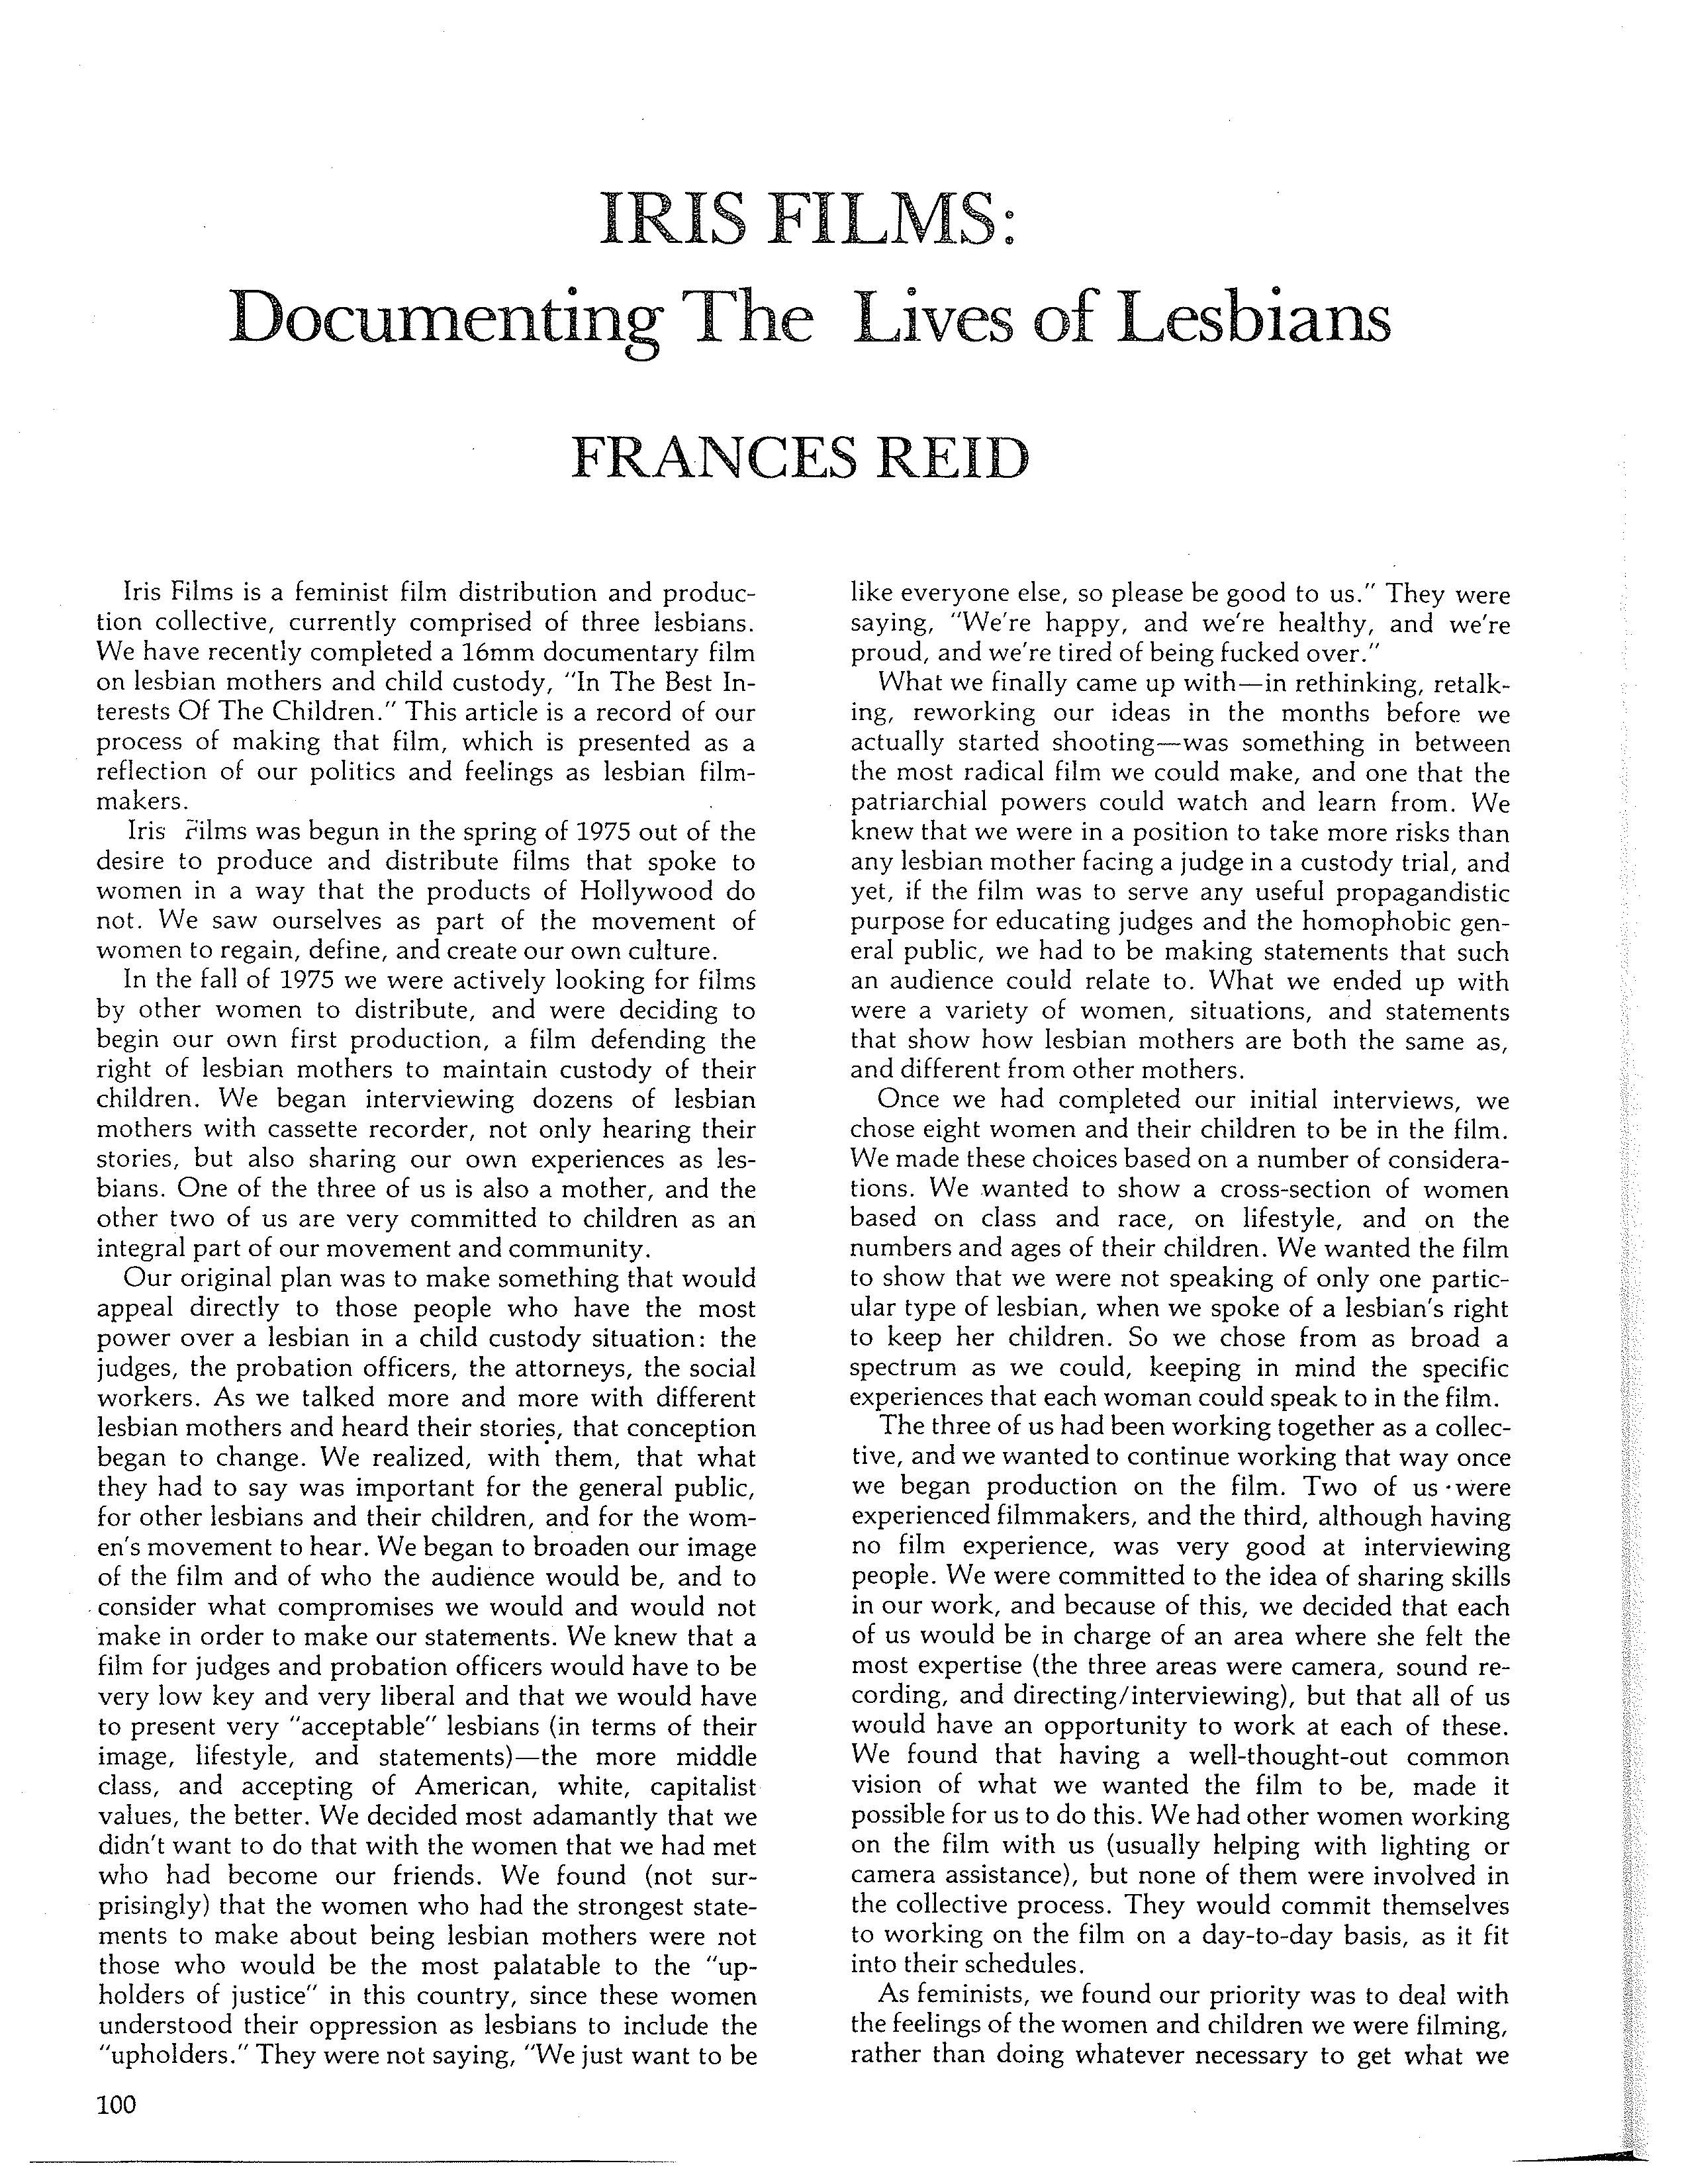 IRIS FILMS:
Documenting The Lives of Lesbians
FRANCES REID
Iris Films is a feminist film distribution and produc-
tion collective, currently comprised of three lesbians.
We have recently completed a 16mm documentary film
on lesbian mothers and child custody, "In The Best In-
terests Of The Children." This article is a record of our
process of making that film, which is presented as a
reflection of our politics and feelings as lesbian film-
makers.
Iris Films was begun in the spring of 1975 out of the
desire to produce and distribute films that spoke to
women in a way that the products of Hollywood do
not. We saw ourselves as part of the movement of
women to regain, define, and create our own culture.
In the fall of 1975 we were actively looking for films
by other women to distribute, and were deciding to
begin our own first production, a film defending the
right of lesbian mothers to maintain custody of their
children. We began interviewing dozens of lesbian
mothers with cassette recorder, not only hearing their
stories, but also sharing our own experiences as les-
bians. One of the three of us is also a mother, and the
other two of us are very committed to children as an
integral part of our movement and community.
Our original plan was to make something that would
appeal directly to those people who have the most
power over a lesbian in a child custody situation: the
judges, the probation officers, the attorneys, the social
workers. As we talked more and more with different
lesbian mothers and heard their stories, that conception
began to change. We realized, with them, that what
they had to say was important for the general public,
for other lesbians and their children, and for the wom-
en's movement to hear. We began to broaden our image
of the film and of who the audience would be, and to
consider what compromises we would and would not
make in order to make our statements. We knew that a
film for judges and probation officers would have to be
very low key and very liberal and that we would have
to present very "acceptable" lesbians (in terms of their
image, lifestyle, and statements)—the more middle
class, and accepting of American, white, capitalist
values, the better. We decided most adamantly that we
didn't want to do that with the women that we had met
who had become our friends. We found (not sur-
prisingly) that the women who had the strongest state-
ments to make about being lesbian mothers were not
those who would be the most palatable to the "up-
holders of justice" in this country, since these women
understood their oppression as lesbians to include the
"upholders." They were not saying, "We just want to be
like everyone else, so please be good to us." They were
saying, "We're happy, and we're healthy, and we're
proud, and we're tired of being fucked over."
What we finally came up with—in rethinking, retalk-
ing, reworking our ideas in the months before we
actually started shooting—was something in between
the most radical film we could make, and one that the
patriarchial powers could watch and learn from. We
knew that we were in a position to take more risks than
any lesbian mother facing a judge in a custody trial, and
yet, if the film was to serve any useful propagandistic
purpose for educating judges and the homophobic gen-
eral public, we had to be making statements that such
an audience could relate to. What we ended up with
were a variety of women, situations, and statements
that show how lesbian mothers are both the same as,
and different from other mothers.
Once we had completed our initial interviews, we
chose eight women and their children to be in the film.
We made these choices based on a number of considera-
tions. We wanted to show a cross-section of women
based on class and race, on lifestyle, and on the
numbers and ages of their children. We wanted the film
to show that we were not speaking of only one partic-
ular type of lesbian, when we spoke of a lesbian's right
to keep her children. So we chose from as broad a
spectrum as we could, keeping in mind the specific
experiences that each woman could speak to in the film.
The three of us had been working together as a collec-
tive, and we wanted to continue working that way once
we began production on the film. Two of us were
experienced filmmakers, and the third, although having
no film experience, was very good at interviewing
people. We were committed to the idea of sharing skills
in our work, and because of this, we decided that each
of us would be in charge of an area where she felt the
most expertise (the three areas were camera, sound re-
cording, and directing/interviewing), but that all of us
would have an opportunity to work at each of these.
We found that having a well-thought-out common
vision of what we wanted the film to be, made it
possible for us to do this. We had other women working
on the film with us (usually helping with lighting or
camera assistance), but none of them were involved in
the collective process. They would commit themselves
to working on the film on a day-to-day basis, as it fit
into their schedules.
As feminists, we found our priority was to deal with
the feelings of the women and children we were filming,
rather than doing whatever necessary to get what we
100